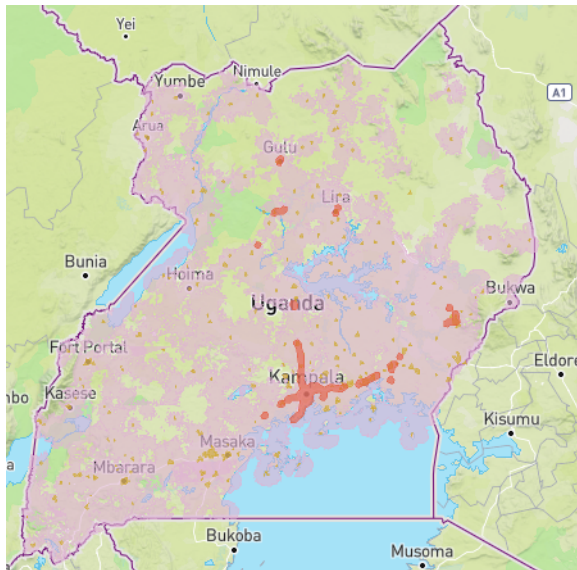 Yei
Nimule
Yumbe
A1
Arua
Gulu
Lira
Bunia
Hoima
Bukwa
Uganda
Fort Portal
Eldore
Kampala
mbo
Kasese
Kisumu
Masaka
a
Mbarara
Bukoba
Musoma